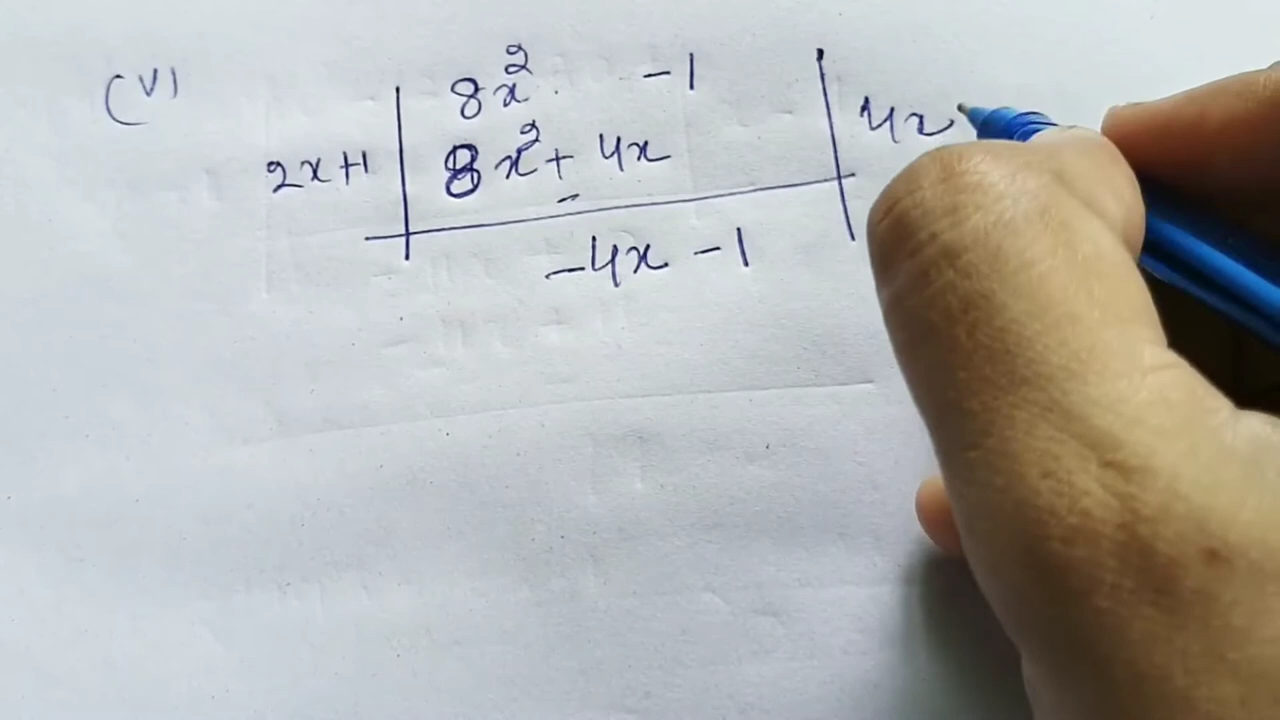 (v)
8x² -1
2x+1 8x² + 4x 4x
-
-4x -1